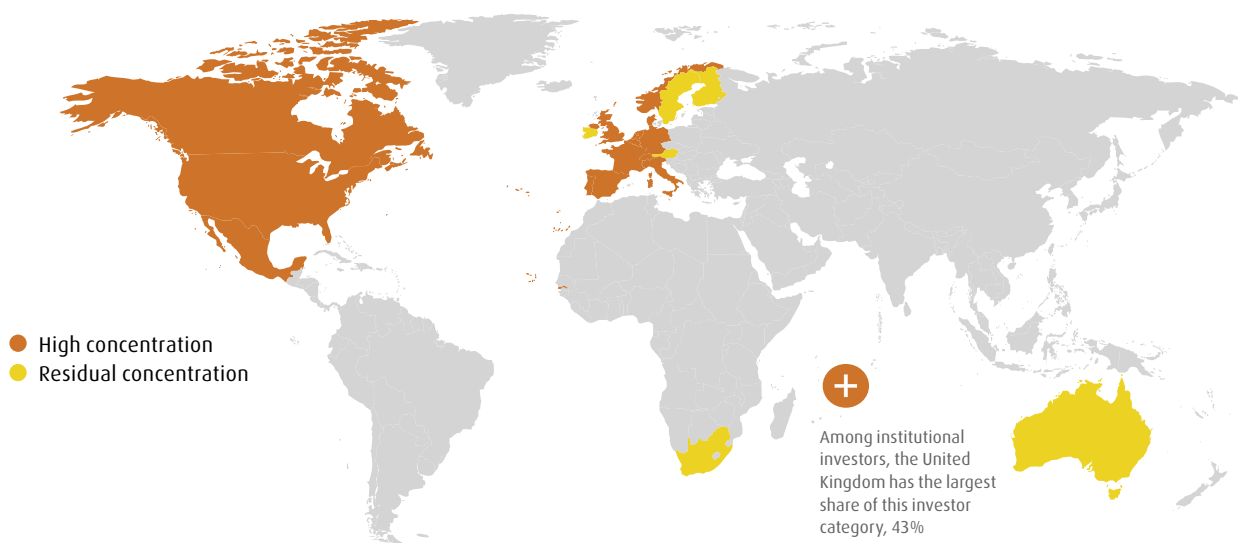 High concentration
Residual concentration
+
Among institutional
investors, the United
Kingdom has the largest
share of this investor
category, 43%